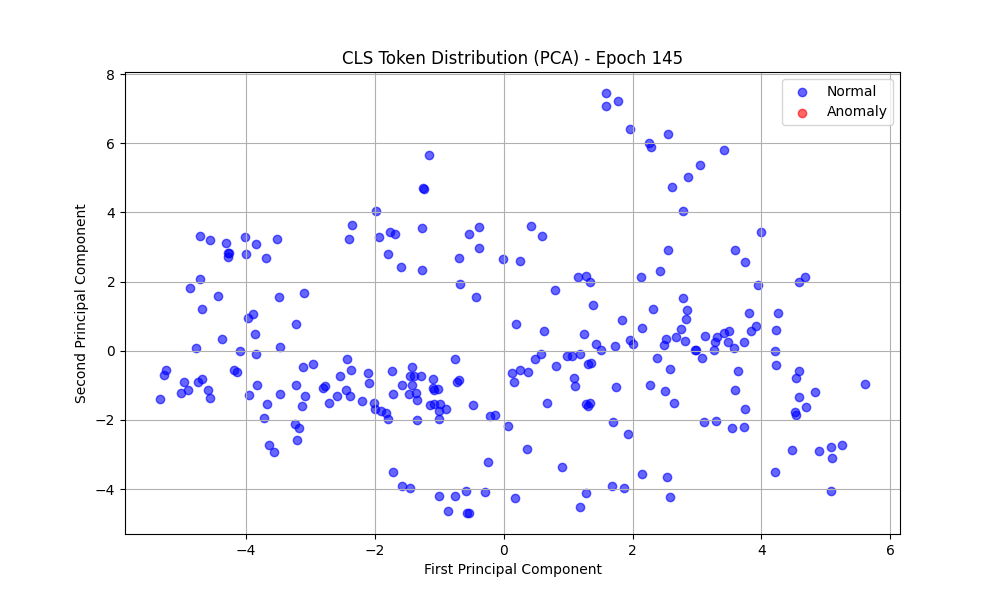 CLS Token Distribution (PCA) - Epoch 145
Normal
Anomaly
Second Principal Component
8
6
4
2
0
−2
−4
−4
−2
0
2
4
6
First Principal Component